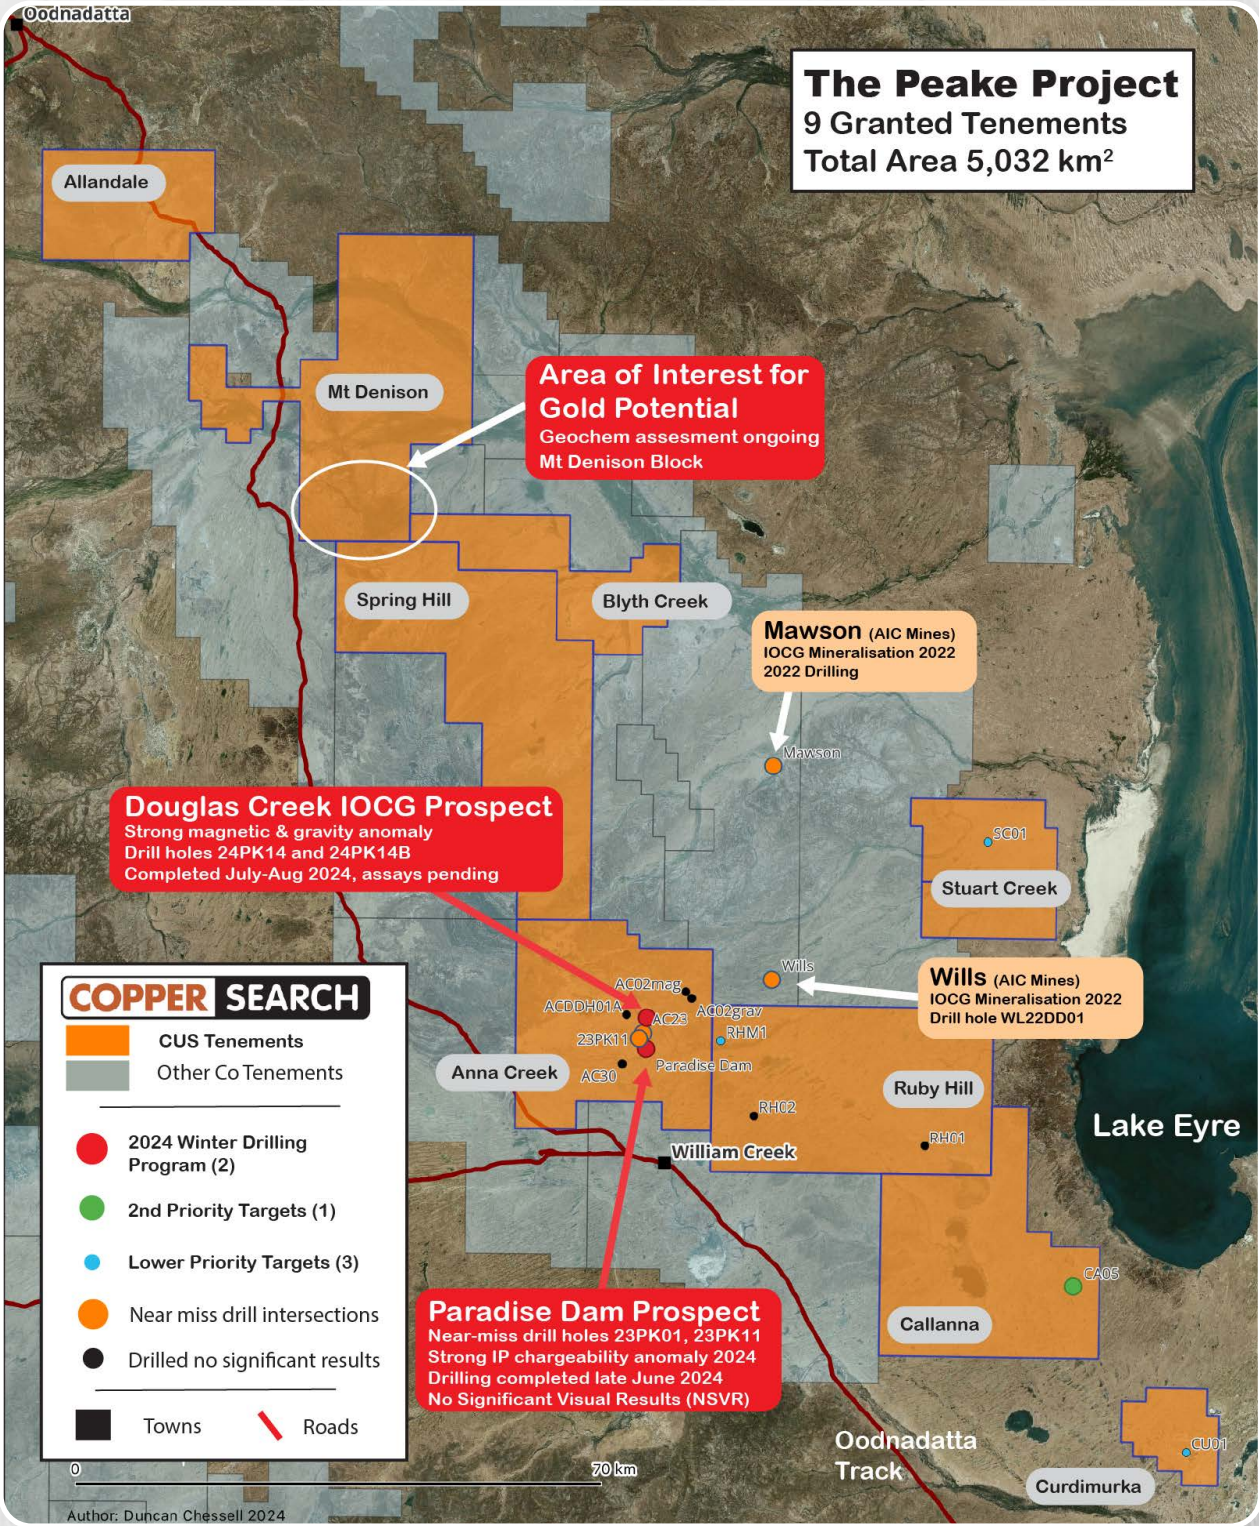 Oodnadatta
The Peake Project
9 Granted Tenements
Total Area 5,032 km²
Allandale
Mt Denison
Area of Interest for
Gold Potential
Geochem assesment ongoing
Mt Denison Block
Spring Hill
Blyth Creek
Mawson (AIC Mines)
IOCG Mineralisation 2022
2022 Drilling
Mawson
Douglas Creek IOCG Prospect
Strong magnetic & gravity anomaly
Drill holes 24PK14 and 24PK14B
Completed July-Aug 2024, assays pending
SC01
Stuart Creek
Wills
Wills (AIC Mines)
IOCG Mineralisation 2022
Drill hole WL22DD01
AC02mag
ACDDH01A
AC02grav
AC23
23PK11
RHM1
Paradise Dam
AC30
Anna Creek
Ruby Hill
RH02
RH01
William Creek
Lake Eyre
COPPER SEARCH
CUS Tenements
Other Co Tenements
2024 Winter Drilling
Program (2)
2nd Priority Targets (1)
Lower Priority Targets (3)
Near miss drill intersections
Drilled no significant results
Towns
Roads
CA05
Callanna
Paradise Dam Prospect
Near-miss drill holes 23PK01, 23PK11
Strong IP chargeability anomaly 2024
Drilling completed late June 2024
No Significant Visual Results (NSVR)
Oodnadatta
Track
CU01
Curdimurka
0
70 km
Author: Duncan Chessell 2024